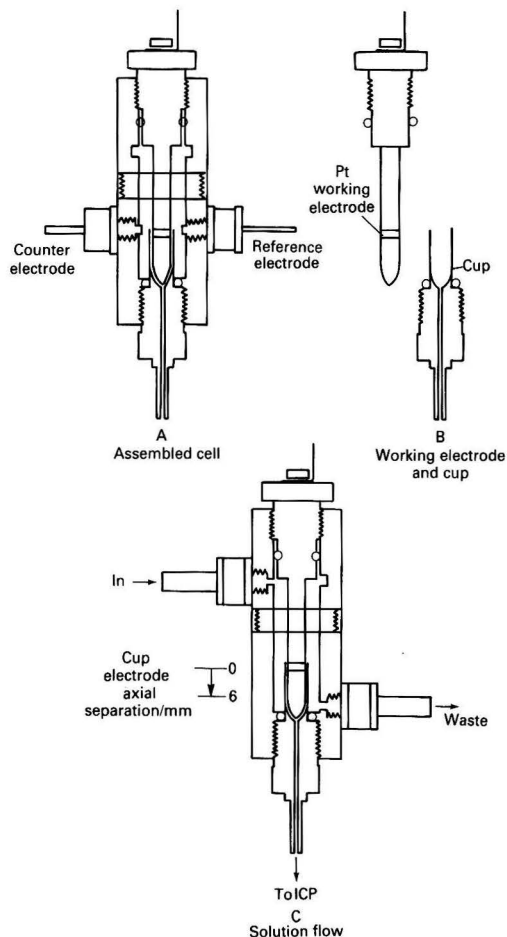 Pt
working
electrode
Counter
electrode
Reference
electrode
Cup
A
Assembled cell
B
Working electrode
and cup
In
Cup
electrode
axial
separation/mm
0
6
Waste
To ICP
C
Solution flow